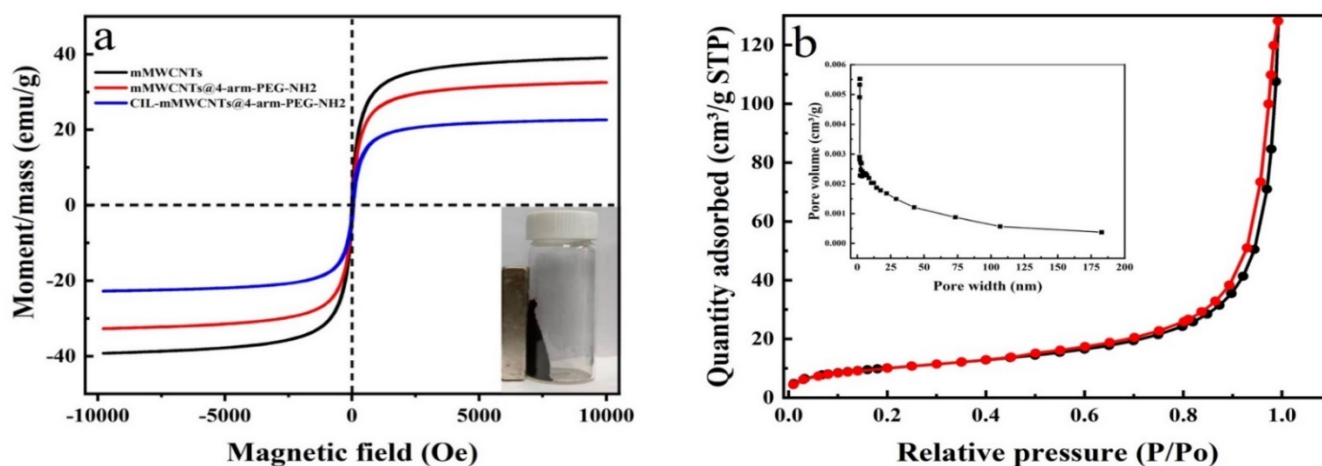 a
mMWCNTs
mMWCNTs@4-arm-PEG-NH2
CIL-mMWCNTs@4-arm-PEG-NH2
Moment/mass (emu/g)
40
20
0
-20
-40
-10000 -5000 0 5000 10000
Magnetic field (Oe)
b
Quantity adsorbed (cm³/g STP)
120
100
80
60
40
20
0
0.0 0.2 0.4 0.6 0.8 1.0
Relative pressure (P/Po)
Pore volume (cm³/g)
0.006
0.005
0.004
0.003
0.002
0.001
0.000
0 25 50 75 100 125 150 175 200
Pore width (nm)